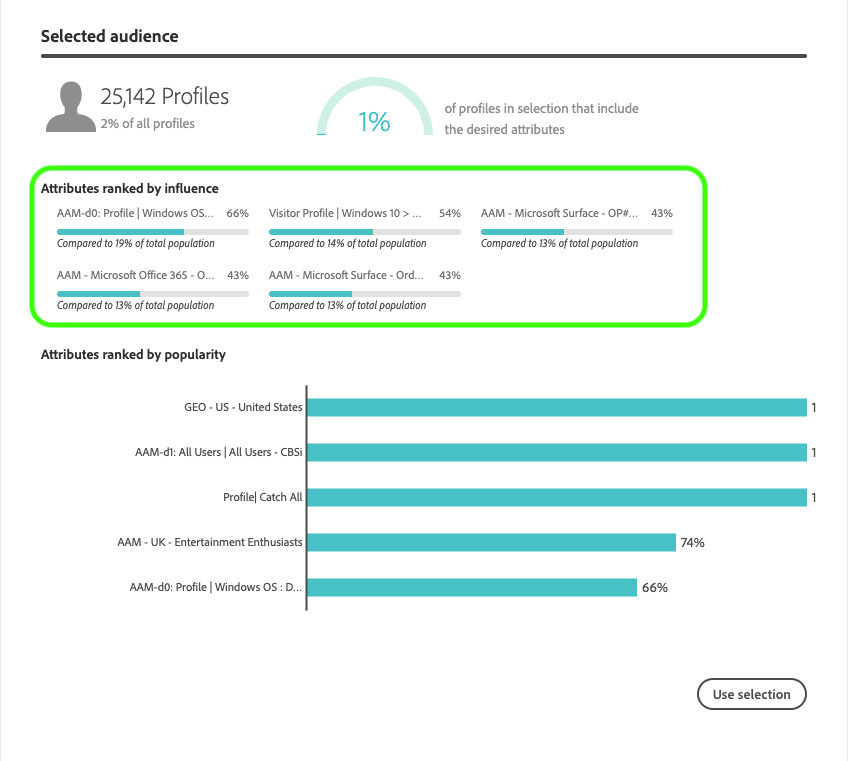 Selected audience
25,142 Profiles
2% of all profiles
1%
of profiles in selection that include
the desired attributes
Attributes ranked by influence
AAM-d0: Profile | Windows OS... 66%
Compared to 19% of total population
Visitor Profile | Windows 10 > ... 54%
Compared to 14% of total population
AAM - Microsoft Surface - OP#... 43%
Compared to 13% of total population
AAM - Microsoft Office 365 - O... 43%
Compared to 13% of total population
AAM - Microsoft Surface - Ord... 43%
Compared to 13% of total population
Attributes ranked by popularity
GEO - US - United States 1
AAM-d1: All Users | All Users - CBSi 1
Profile| Catch All 1
AAM - UK - Entertainment Enthusiasts 74%
AAM-d0: Profile | Windows OS : D... 66%
Use selection